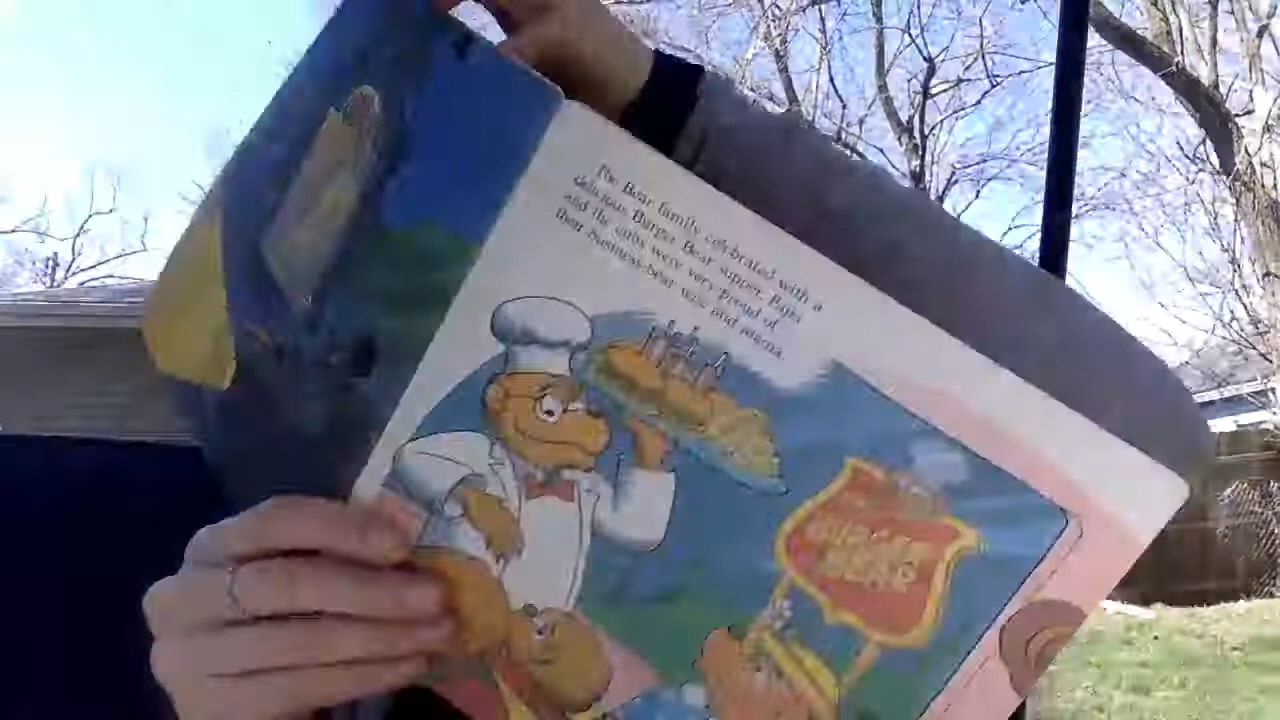 The Bear family celebrated with a
delicious Burger Bear supper. Papa
and the cubs were very proud of
their business-bear wife and mama.
BURGER
BEAR